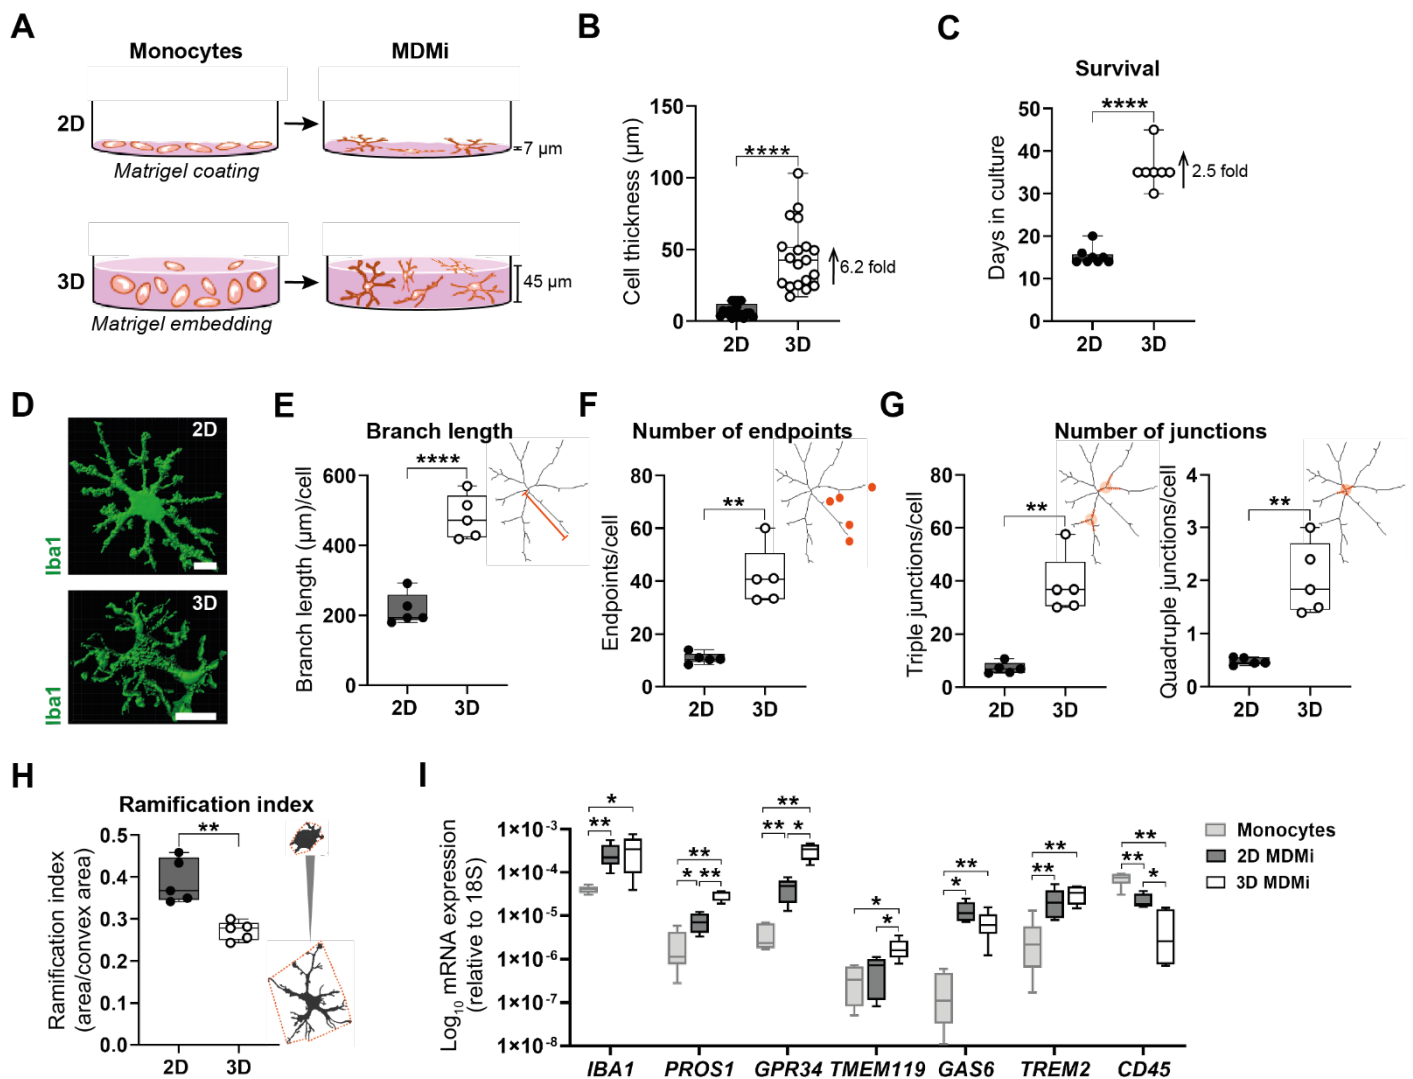 A
Monocytes
MDMi
2D
7 µm
Matrigel coating
3D
45 µm
Matrigel embedding
B
Cell thickness (µm)
150
100
50
0
****
6.2 fold
2D
3D
C
Survival
Days in culture
50
40
30
20
10
0
****
2.5 fold
2D
3D
D
2D
Iba1
3D
Iba1
E
Branch length
Branch length (µm)/cell
600
400
200
0
****
2D
3D
F
Number of endpoints
Endpoints/cell
80
60
40
20
0
**
2D
3D
G
Number of junctions
Triple junctions/cell
80
60
40
20
0
**
2D
3D
Quadruple junctions/cell
4
3
2
1
0
**
2D
3D
H
Ramification index
Ramification index
(area/convex area)
0.5
0.4
0.3
0.2
0.1
0.0
**
2D
3D
I
Log10 mRNA expression
(relative to 18S)
1×10-3
1×10-4
1×10-5
1×10-6
1×10-7
1×10-8
*
**
**
* **
**
** *
*
*
**
*
**
**
**
**
*
IBA1 PROS1 GPR34 TMEM119 GAS6 TREM2 CD45
Monocytes
2D MDMi
3D MDMi